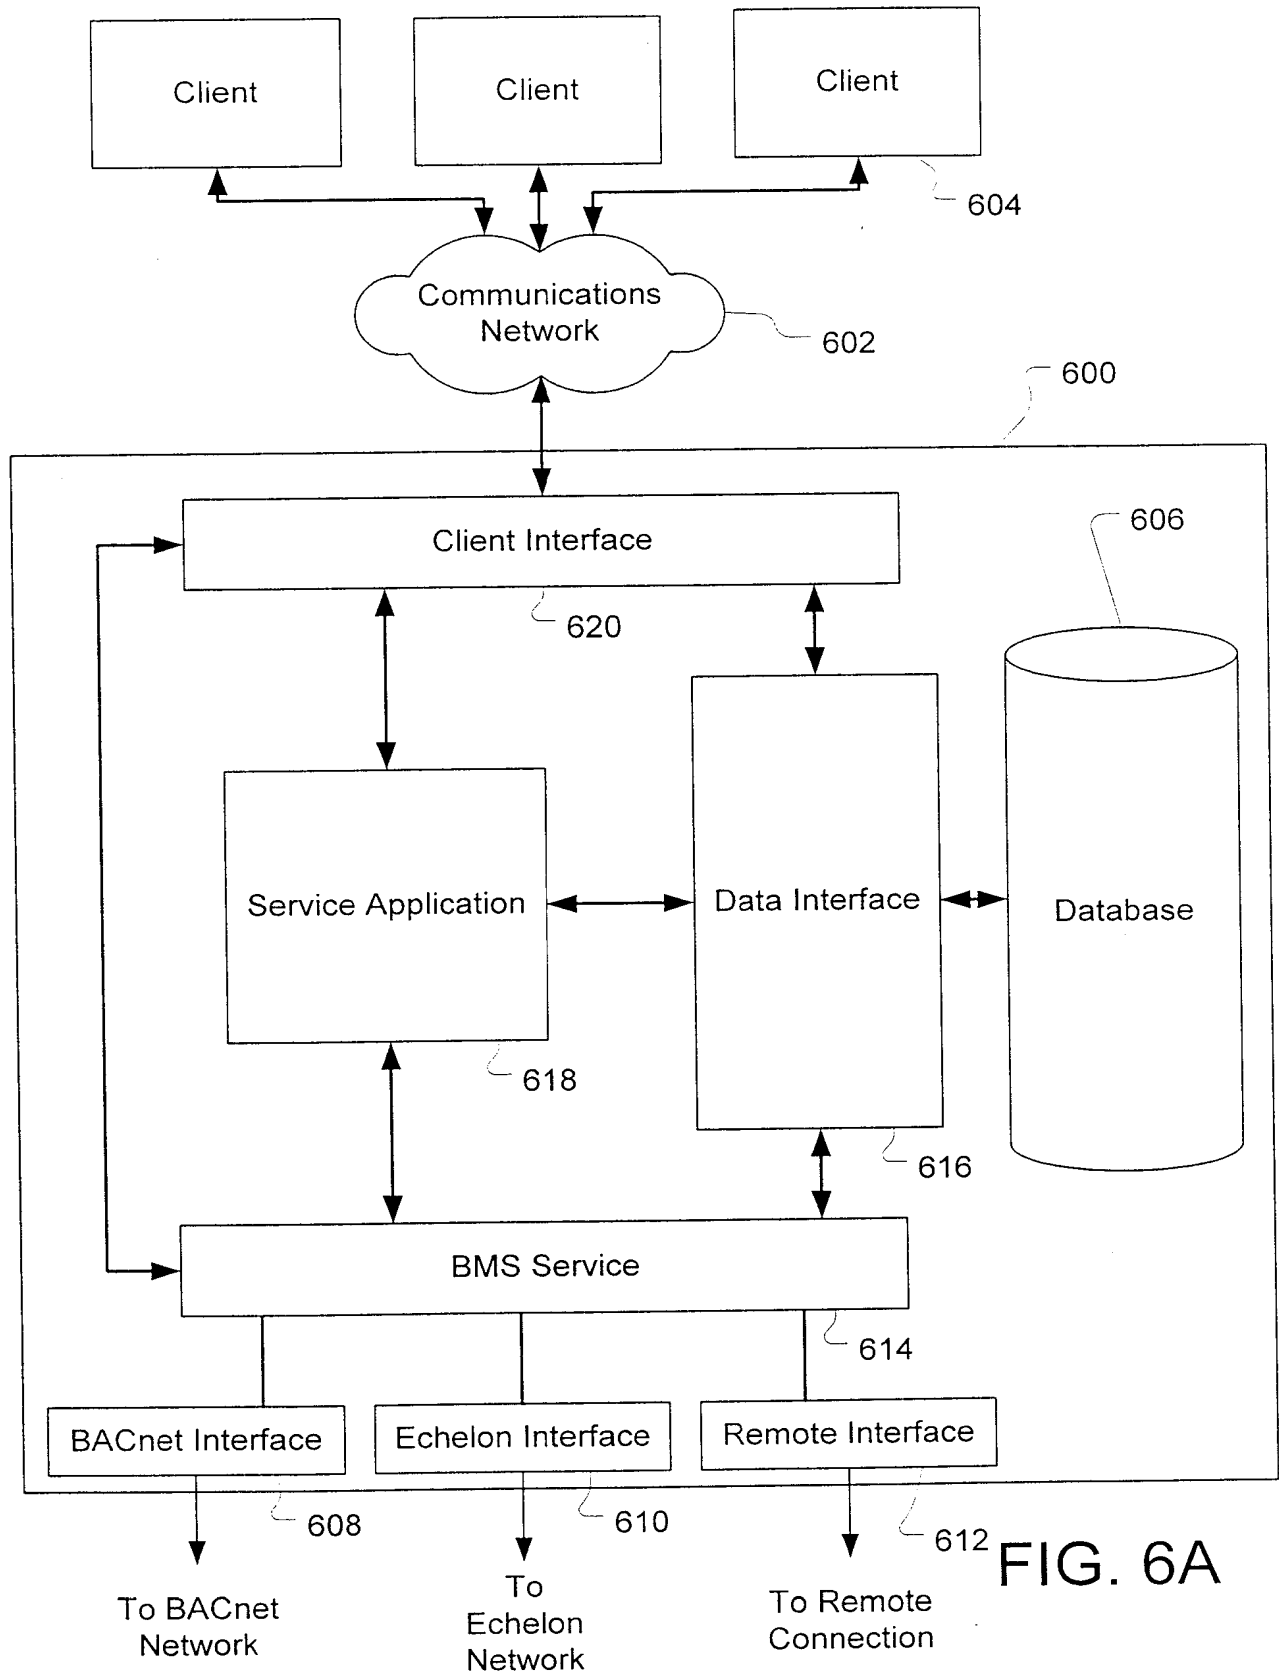 Client
Client
Client
604
Communications
Network
602
600
Client Interface
606
620
Service Application
Data Interface
Database
618
616
BMS Service
614
BACnet Interface
Echelon Interface
Remote Interface
608
610
612
FIG. 6A
To BACnet
Network
To
Echelon
Network
To Remote
Connection